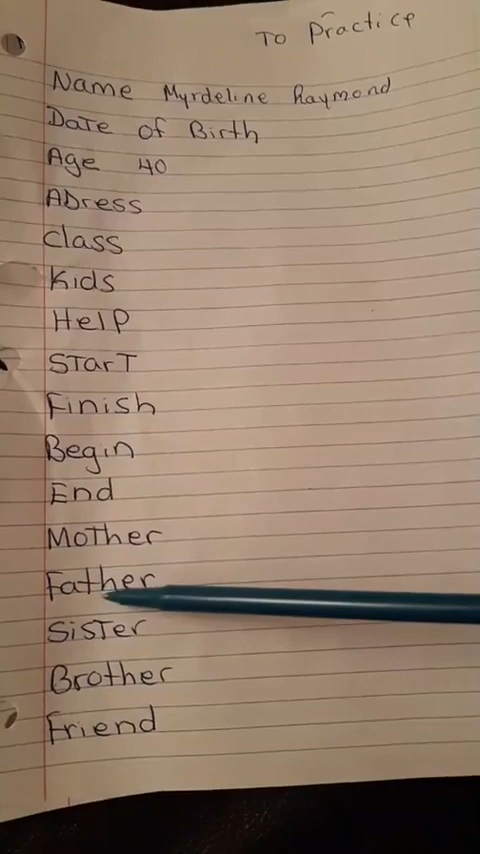 To Practice
Name Myrdeline Raymond
Date of Birth
Age 40
ADress
Class
Kids
Help
Start
Finish
Begin
End
Mother
Father
Sister
Brother
Friend